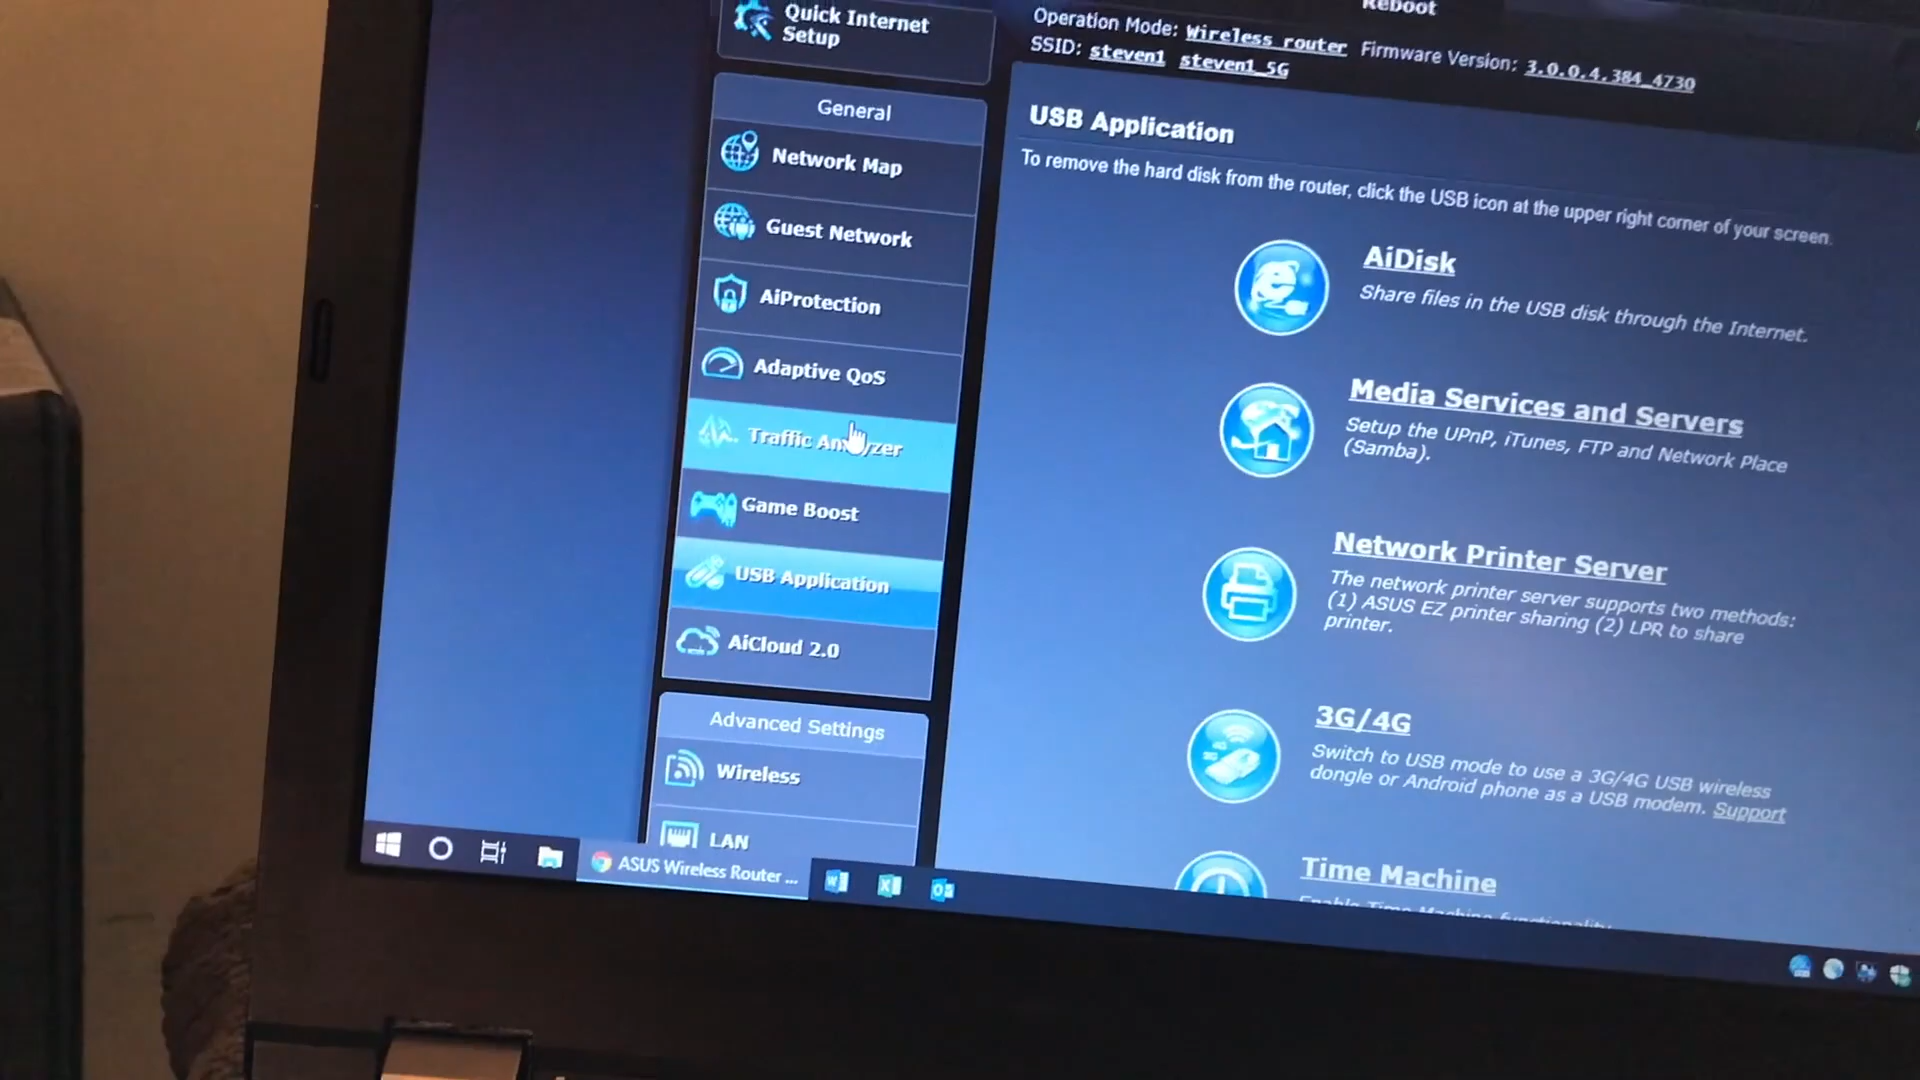 Quick Internet
Setup
General
Network Map
Guest Network
AiProtection
Adaptive QoS
Traffic Analyzer
Game Boost
USB Application
AiCloud 2.0
Advanced Settings
Wireless
LAN
Reboot
Operation Mode: Wireless router Firmware Version: 3.0.0.4.384_4730
SSID: steven1 steven1_5G
USB Application
To remove the hard disk from the router, click the USB icon at the upper right corner of your screen.
AiDisk
Share files in the USB disk through the Internet.
Media Services and Servers
Setup the UPnP, iTunes, FTP and Network Place
(Samba).
Network Printer Server
The network printer server supports two methods:
(1) ASUS EZ printer sharing (2) LPR to share
printer.
3G/4G
Switch to USB mode to use a 3G/4G USB wireless
dongle or Android phone as a USB modem. Support
Time Machine
Enable Time Machine functionality
ASUS Wireless Router ...